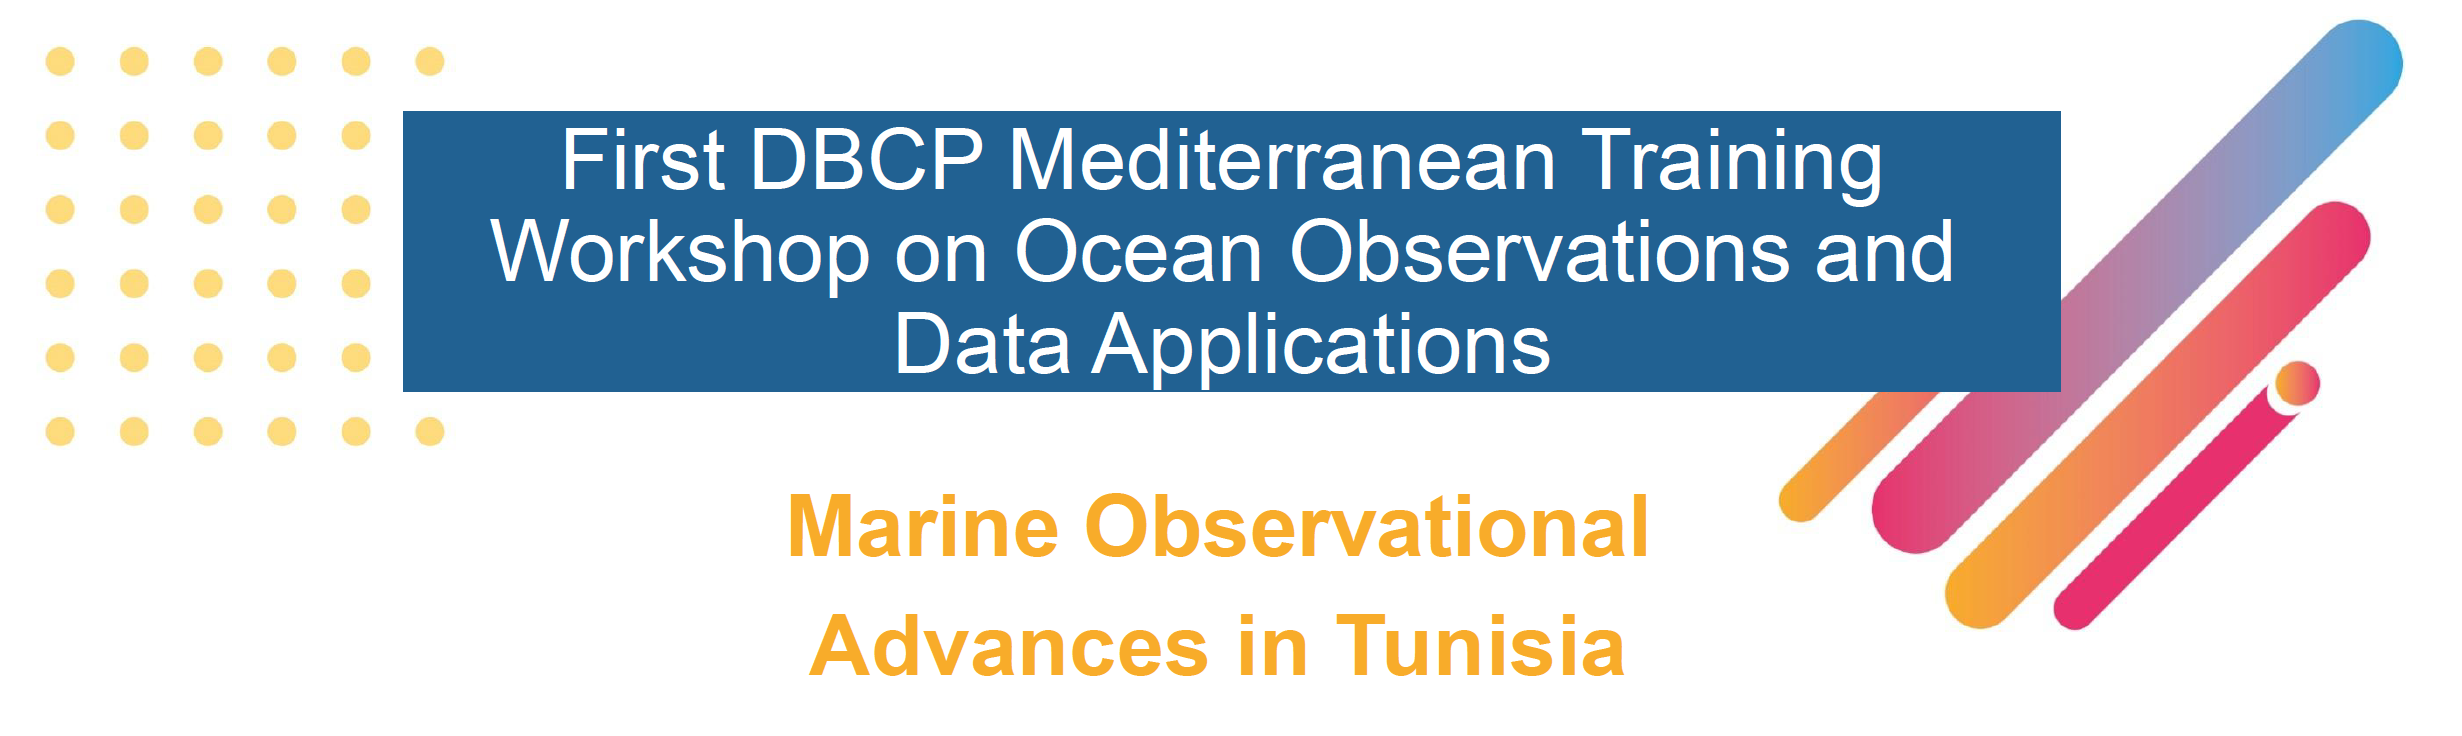 First DBCP Mediterranean Training
Workshop on Ocean Observations and
Data Applications
Marine Observational
Advances in Tunisia